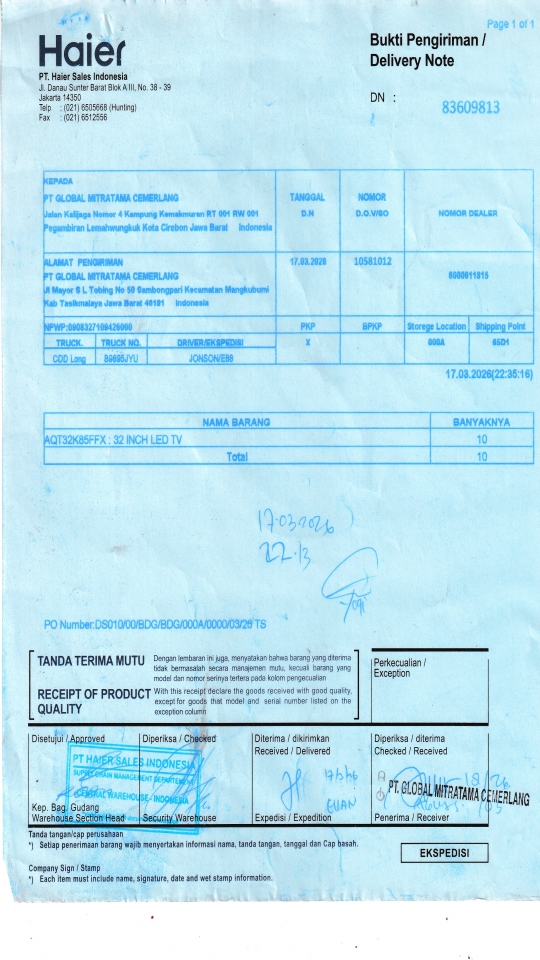 Page 1 of 1
Haier
Bukti Pengiriman /
Delivery Note
PT. Haier Sales Indonesia
Jl. Danau Sunter Barat Blok A III, No. 38 - 39
Jakarta 14350
Telp : (021) 6505668 (Hunting)
Fax : (021) 6512556
DN : 83609813
KEPADA
PT GLOBAL MITRATAMA CEMERLANG
Jalan Kalijaga Nomor 4 Kampung Kemakmuran RT 001 RW 001
Pegambiran Lemahwungkuk Kota Cirebon Jawa Barat Indonesia
TANGGAL
D.N
NOMOR
D.O.V/SO
NOMOR DEALER
ALAMAT PENGIRIMAN
PT GLOBAL MITRATAMA CEMERLANG
Jl Mayor S L Tobing No 50 Sambongpari Kecamatan Mangkubumi
Kab Tasikmalaya Jawa Barat 46181 Indonesia
17.03.2026
10581012
NPWP:0908327109426000
PKP
BPKP
Storege Location
Shipping Point
TRUCK.
TRUCK NO.
DRIVER/EKSPEDISI
X
000A
65D1
CDD Long
B9695JYU
17.03.2026(22:35:16)
NAMA BARANG BANYAKNYA
AQT32K85FFX : 32 INCH LED TV 10
Total 10
17-03-2026
PO Number:DS010/00/BDG/BDG/000A/0000/03/26 TS
TANDA TERIMA MUTU
Dengan lembaran ini juga, menyatakan bahwa barang yang diterima
tidak bermasalah secara manajemen mutu, kecuali barang yang
model dan nomor serinya tertera pada kolom pengecualian
RECEIPT OF PRODUCT
QUALITY
With this receipt declare the goods received with good quality,
except for goods that model and serial number listed on the
exception column
Perkecualian /
Exception
Disetujui / Approved
Diperiksa / Checked
Diterima / dikirimkan
Received / Delivered
Diperiksa / diterima
Checked / Received
PT HAIER SALES INDONESIA
SUPPLY CHAIN MANAGEMENT DEPARTEMENT
CENTRAL WAREHOUSE - INDONESIA
PT. GLOBAL MITRATAMA CEMERLANG
Kep. Bag. Gudang
Warehouse Section Head
Security Warehouse
Expedisi / Expedition
Penerima / Receiver
Tanda tangan/cap perusahaan
*) Setiap penerimaan barang wajib menyertakan informasi nama, tanda tangan, tanggal dan Cap basah.
EKSPEDISI
Company Sign / Stamp
*) Each item must include name, signature, date and wet stamp information.